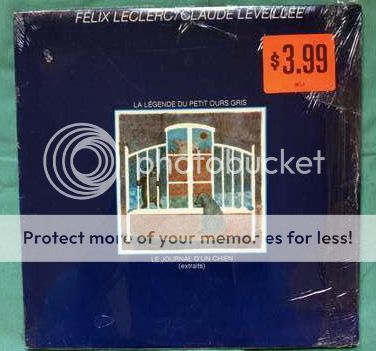 FÉLIX LECLERC/CLAUDE LÉVEILLÉE
$3.99
LA LÉGENDE DU PETIT OURS GRIS
photobucket
Protect more of your memories for less!
LE JOURNAL D'UN CHIEN
(extraits)